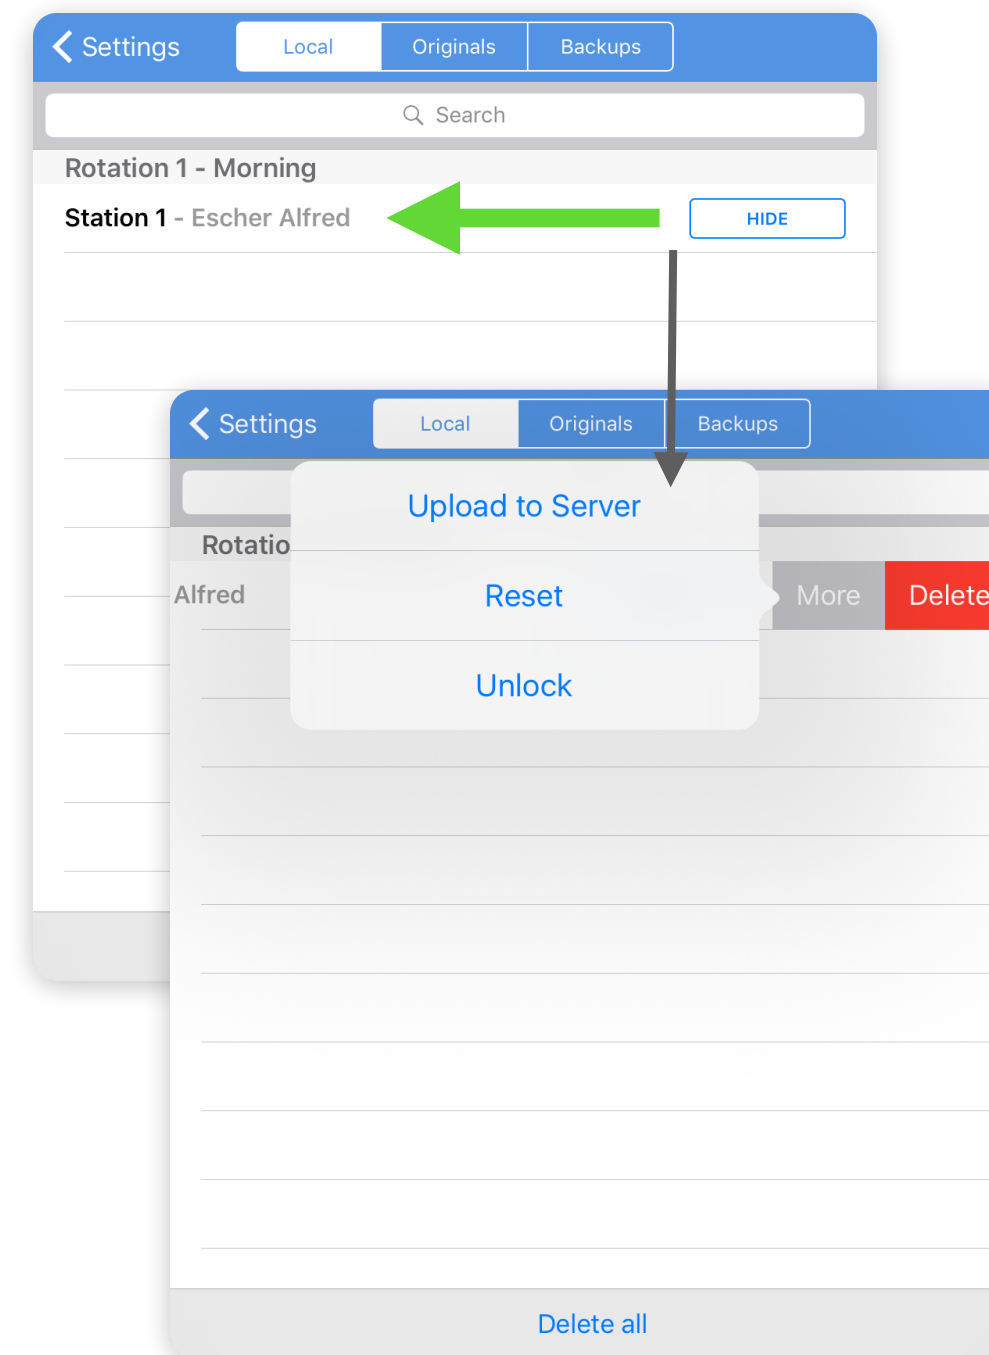 Settings Local Originals Backups
Search
Rotation 1 - Morning
Station 1 - Escher Alfred HIDE
Settings Local Originals Backups
Upload to Server
Rotatio
Alfred Reset More Delete
Unlock
Delete all